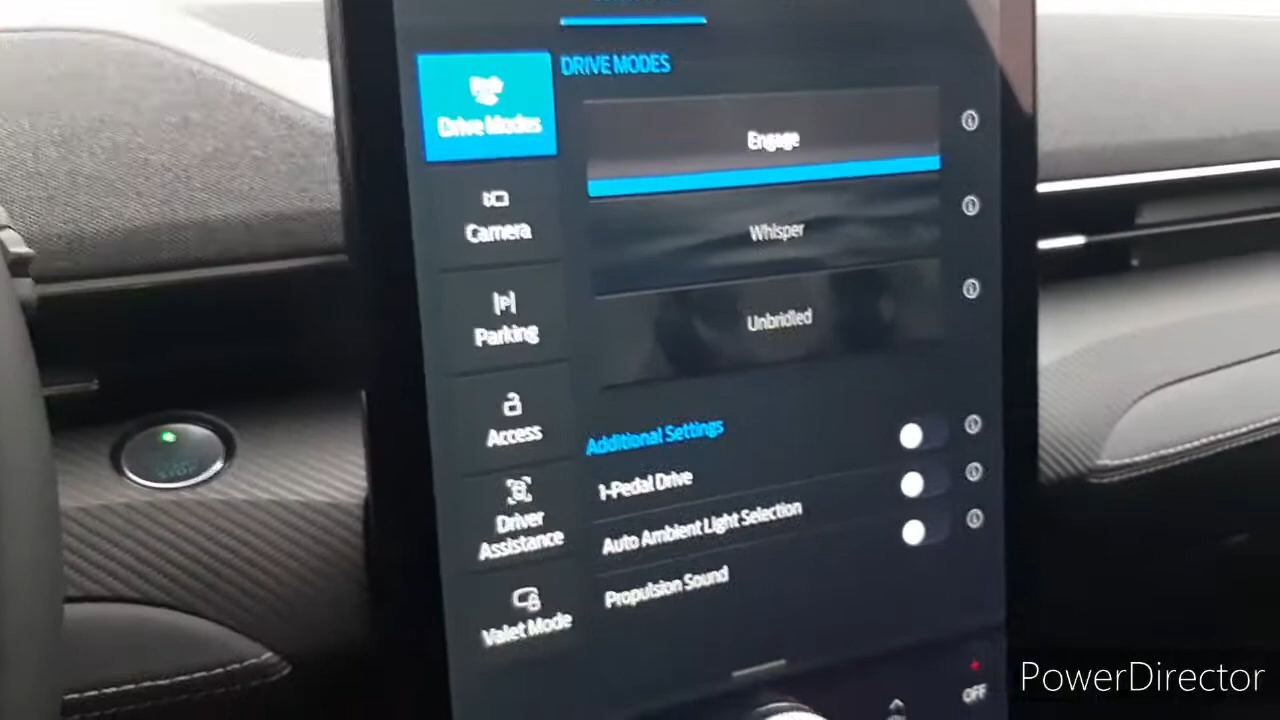 DRIVE MODES
Drive Modes
Engage
Camera
Whisper
Parking
Unbridled
Access
Additional Settings
1-Pedal Drive
Driver
Assistance
Auto Ambient Light Selection
Propulsion Sound
Valet Mode
OFF
PowerDirector